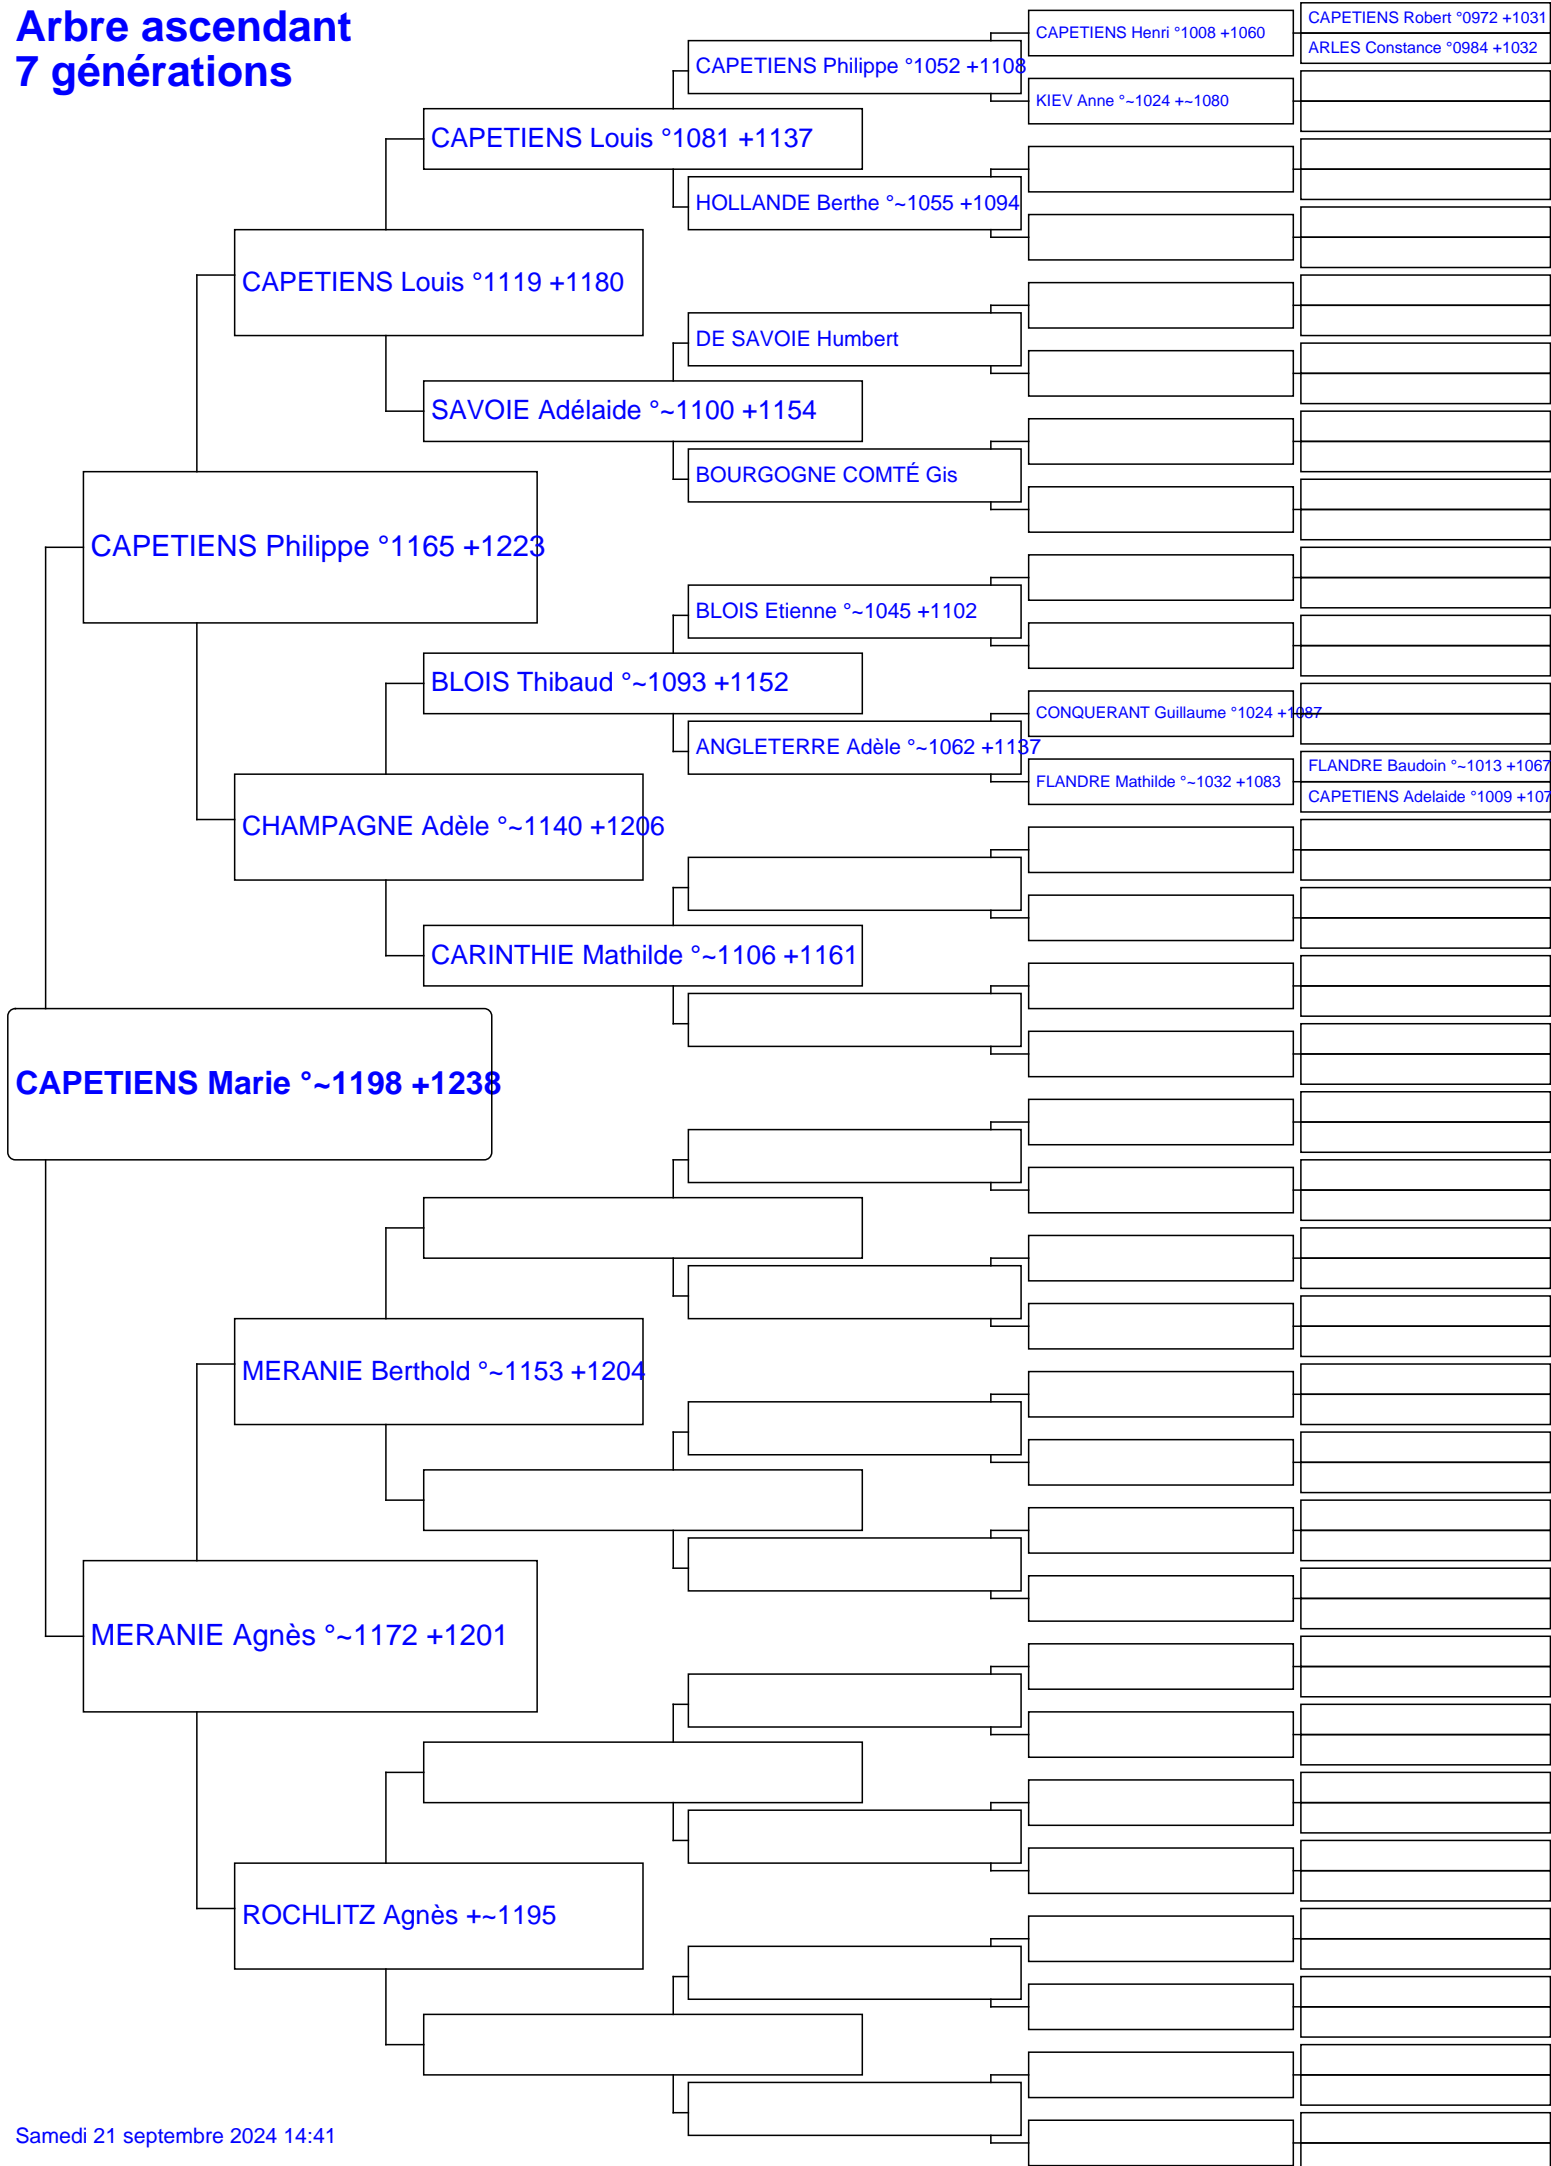 Arbre ascendant
7 générations
CAPETIENS Robert °0972 +1031
CAPETIENS Henri °1008 +1060
ARLES Constance °0984 +1032
CAPETIENS Philippe °1052 +1108
KIEV Anne °~1024 +~1080
CAPETIENS Louis °1081 +1137
HOLLANDE Berthe °~1055 +1094
CAPETIENS Louis °1119 +1180
DE SAVOIE Humbert
SAVOIE Adélaide °~1100 +1154
BOURGOGNE COMTÉ Gis
CAPETIENS Philippe °1165 +1223
BLOIS Etienne °~1045 +1102
BLOIS Thibaud °~1093 +1152
CONQUERANT Guillaume °1024 +1087
ANGLETERRE Adèle °~1062 +1137
FLANDRE Baudoin °~1013 +1067
FLANDRE Mathilde °~1032 +1083
CAPETIENS Adelaide °1009 +107
CHAMPAGNE Adèle °~1140 +1206
CARINTHIE Mathilde °~1106 +1161
CAPETIENS Marie °~1198 +1238
MERANIE Berthold °~1153 +1204
MERANIE Agnès °~1172 +1201
ROCHLITZ Agnès +~1195
Samedi 21 septembre 2024 14:41